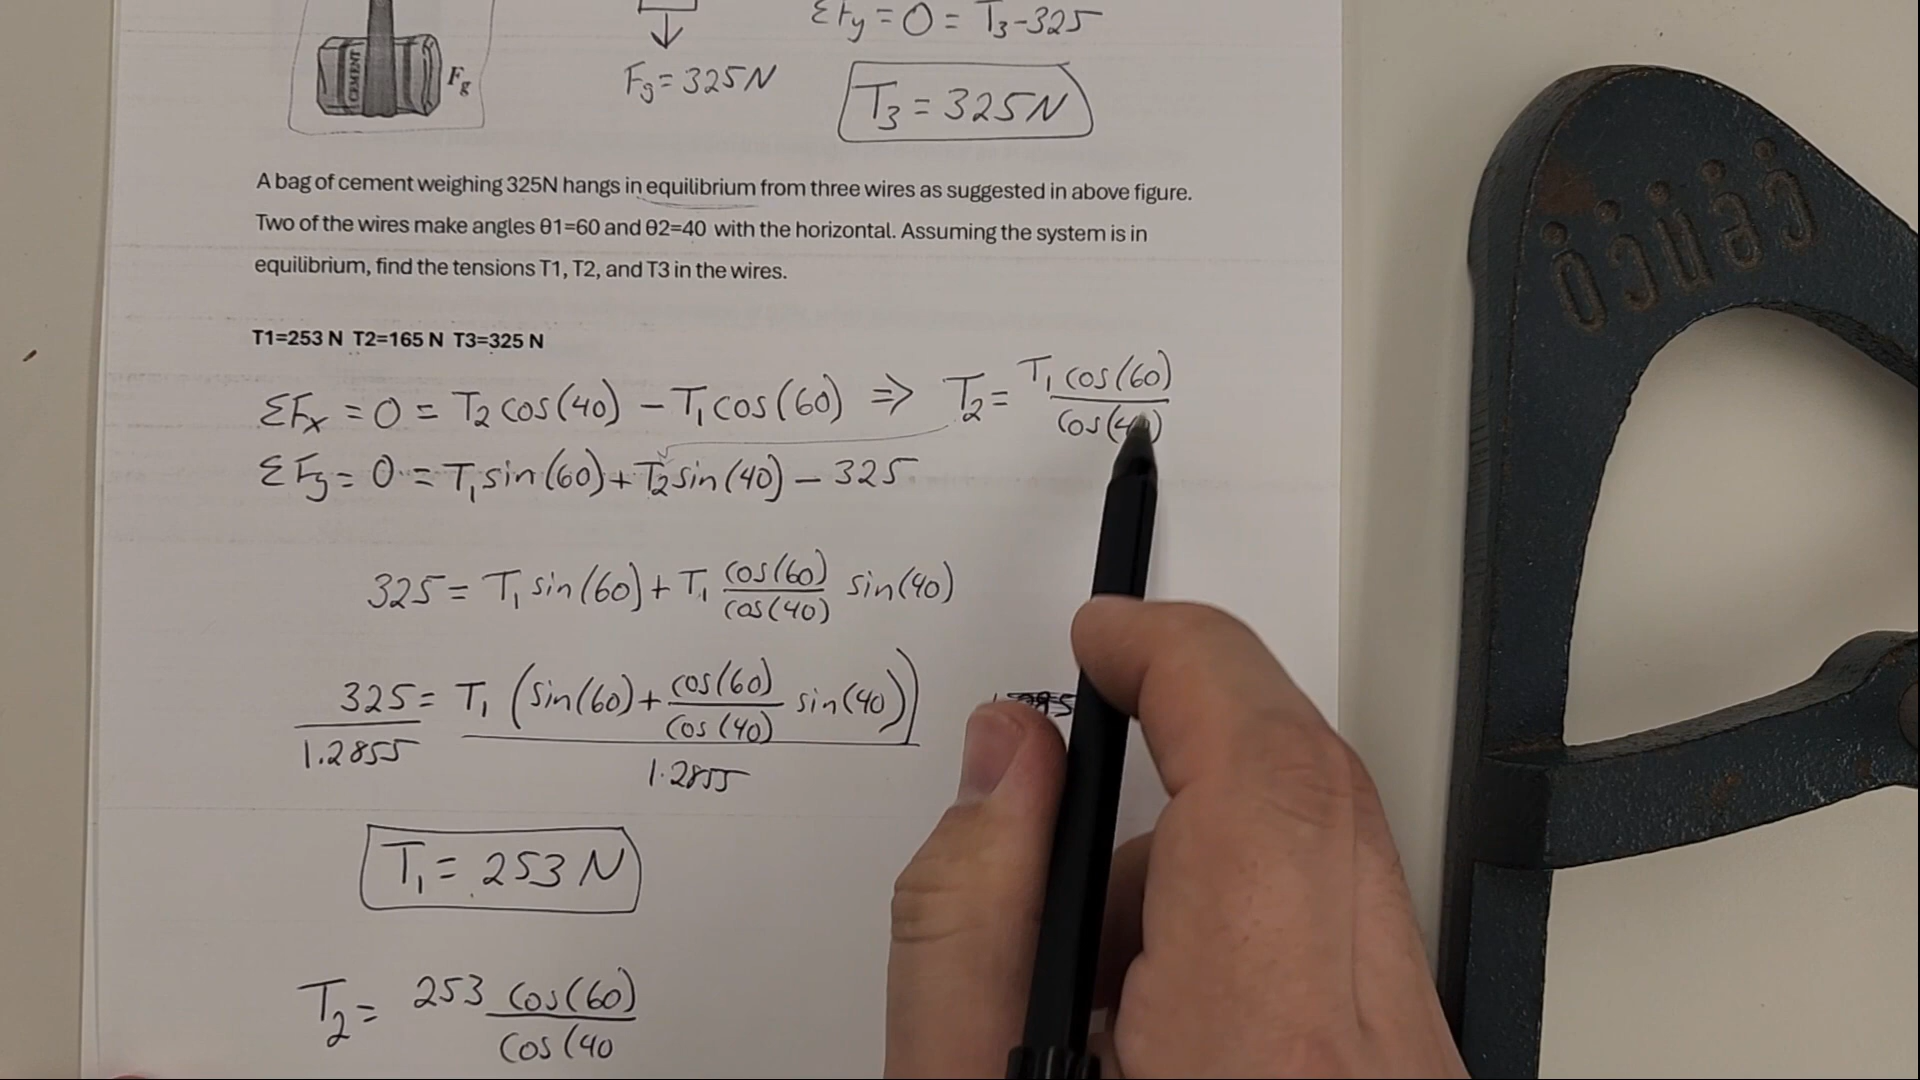 ΣFy = 0 = T3 - 325
CEMENT
Fg
Fg = 325N
T3 = 325N
A bag of cement weighing 325N hangs in equilibrium from three wires as suggested in above figure.
Two of the wires make angles θ1=60 and θ2=40 with the horizontal. Assuming the system is in
equilibrium, find the tensions T1, T2, and T3 in the wires.
T1=253 N T2=165 N T3=325 N
ΣFx = 0 = T2 cos(40) - T1 cos(60) => T2 = T1 cos(60) / cos(40)
ΣFy = 0 = T1 sin(60) + T2 sin(40) - 325
325 = T1 sin(60) + T1 cos(60) / cos(40) sin(40)
325 = T1 (sin(60) + cos(60) / cos(40) sin(40))
1.2855 1.2855
T1 = 253 N
T2 = 253 cos(60) / cos(40